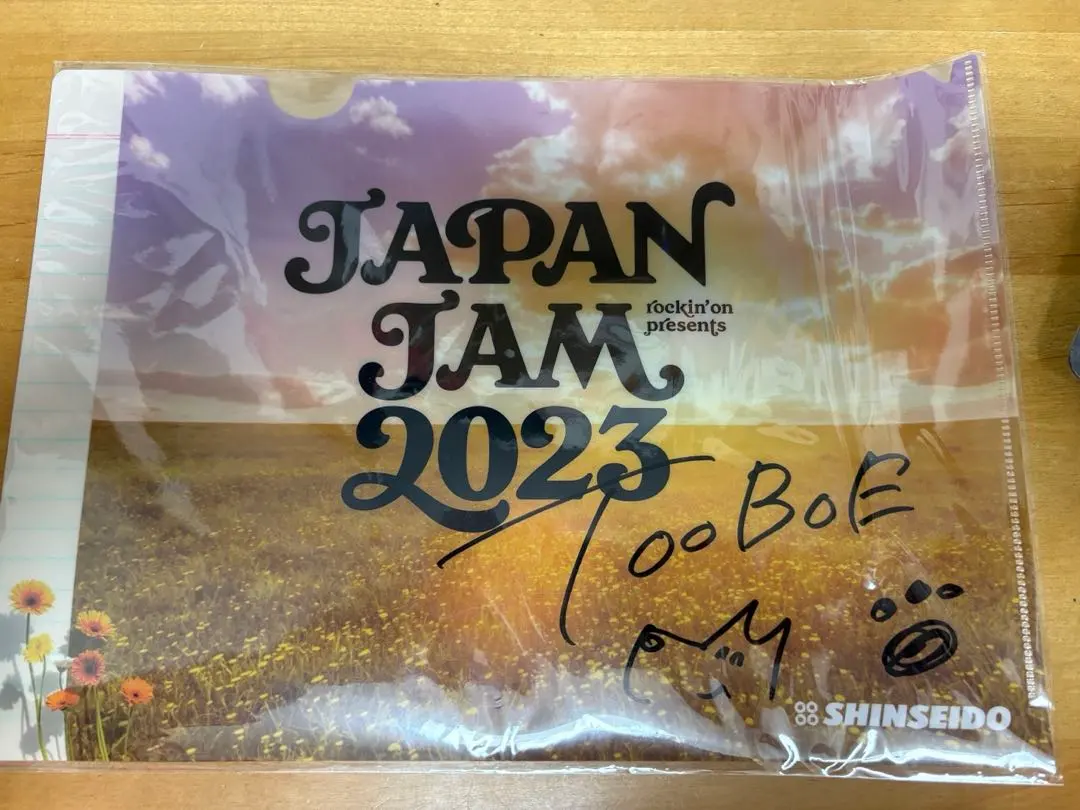 JAPAN
JAM
rockin'on
presents
2023
TooBoE
SHINSEIDO